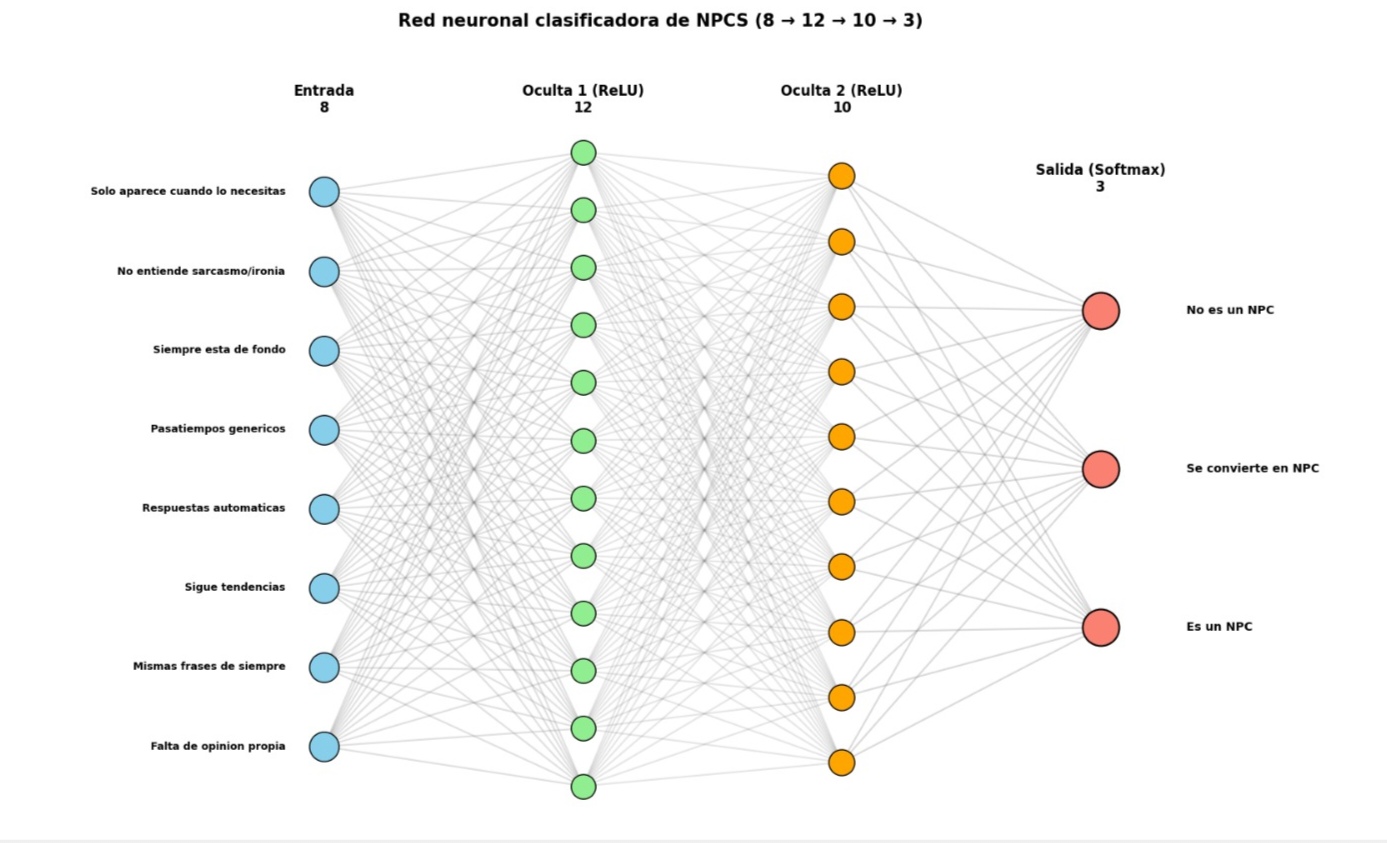 Red neuronal clasificadora de NPCS (8 → 12 → 10 → 3)
Entrada
8
Oculta 1 (ReLU)
12
Oculta 2 (ReLU)
10
Salida (Softmax)
3
Solo aparece cuando lo necesitas
No entiende sarcasmo/ironia
Siempre esta de fondo
Pasatiempos genericos
Respuestas automaticas
Sigue tendencias
Mismas frases de siempre
Falta de opinion propia
No es un NPC
Se convierte en NPC
Es un NPC